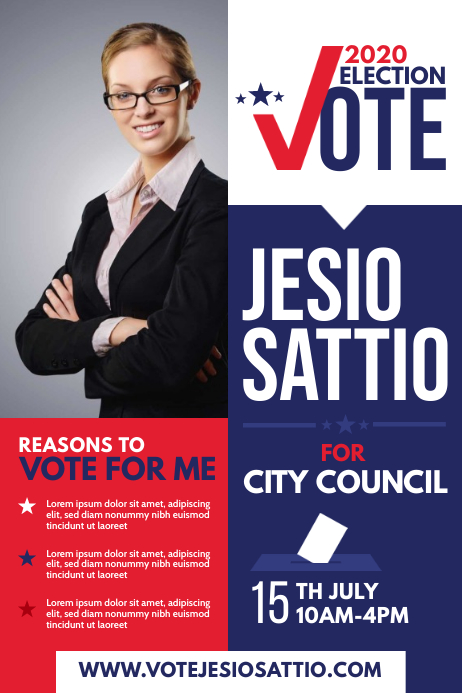 2020
ELECTION
VOTE
JESIO
SATTIO
FOR
CITY COUNCIL
15 TH JULY
10AM-4PM
REASONS TO
VOTE FOR ME
Lorem ipsum dolor sit amet, adipiscing
elit, sed diam nonummy nibh euismod
tincidunt ut laoreet
Lorem ipsum dolor sit amet, adipiscing
elit, sed diam nonummy nibh euismod
tincidunt ut laoreet
Lorem ipsum dolor sit amet, adipiscing
elit, sed diam nonummy nibh euismod
tincidunt ut laoreet
WWW.VOTEJESIOSATTIO.COM